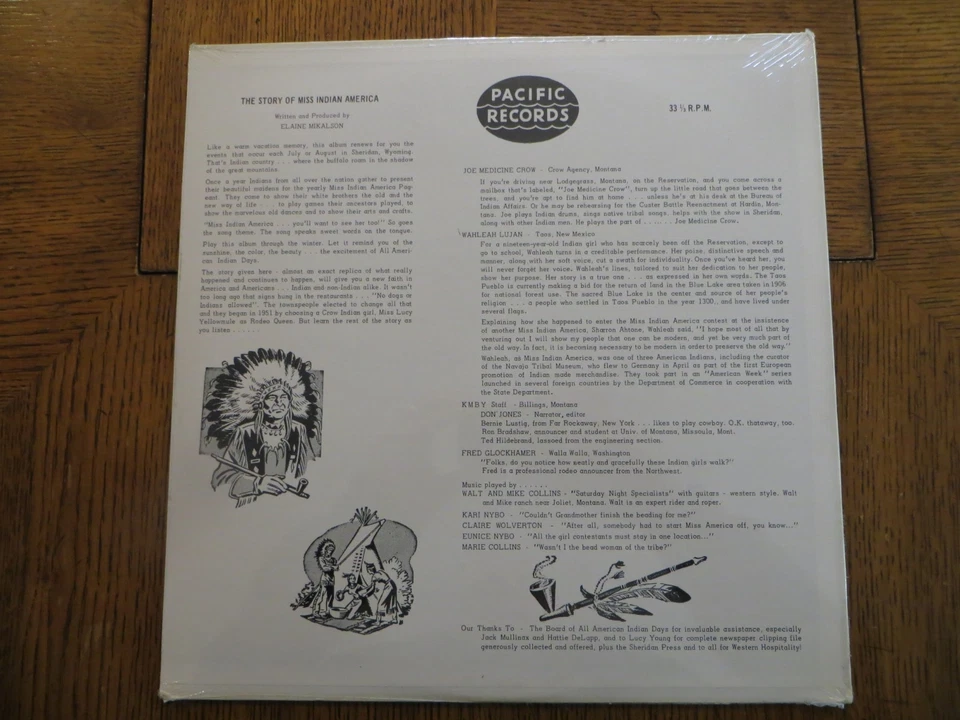 THE STORY OF MISS INDIAN AMERICA
Written and Produced by
ELAINE MIKALSON
Like a warm vacation memory, this album renews for you the
events that occur each July or August in Sheridan, Wyoming.
That's Indian country . . . where the buffalo roam in the shadow
of the great mountains.
Once a year Indians from all over the nation gather to present
their beautiful maidens for the yearly Miss Indian America Pag-
eant. They come to show their white brothers the old and the
new way of life . . . to play games their ancestors played, to
show the marvelous old dances and to show their arts and crafts.
"Miss Indian America . . . you'll want to see her too!" So goes
the song theme. The song speaks sweet words on the tongue.
Play this album through the winter. Let it remind you of the
sunshine, the color, the beauty . . . the excitement of All Ameri-
can Indian Days.
The story given here - almost an exact replica of what really
happened and continues to happen, will give you a new faith in
America and Americans . . . Indian and non-Indian alike. It wasn't
too long ago that signs hung in the restaurants . . . "No dogs or
Indians allowed". The townspeople elected to change all that
and they began in 1951 by choosing a Crow Indian girl, Miss Lucy
Yellowmule as Rodeo Queen. But learn the rest of the story as
you listen . . . . . .
PACIFIC
RECORDS
33 ⅓ R.P.M.
JOE MEDICINE CROW - Crow Agency, Montana
If you're driving near Lodgegrass, Montana, on the Reservation, and you come across a
mailbox that's labeled, "Joe Medicine Crow", turn up the little road that goes between the
trees, and you're apt to find him at home . . . . unless he's at his desk at the Bureau of
Indian Affairs. Or he may be rehearsing for the Custer Battle Reenactment at Hardin, Mon-
tana. Joe plays Indian drums, sings native tribal songs, helps with the show in Sheridan,
along with other Indian men. He plays the part of . . . . . . Joe Medicine Crow.
WAHLEAH LUJAN - Taos, New Mexico
For a nineteen-year-old Indian girl who has scarcely been off the Reservation, except to
go to school, Wahleah turns in a creditable performance. Her poise, distinctive speech and
manner, along with her soft voice, cut a swath for individuality. Once you've heard her, you
will never forget her voice. Wahleah's lines, tailored to suit her dedication to her people,
show her purpose. Her story is a true one . . . as expressed in her own words. The Taos
Pueblo is currently making a bid for the return of land in the Blue Lake area taken in 1906
for national forest use. The sacred Blue Lake is the center and source of her people's
religion . . . a people who settled in Taos Pueblo in the year 1300., and have lived under
several flags.
Explaining how she happened to enter the Miss Indian America contest at the insistence
of another Miss Indian America, Sharron Ahtone, Wahleah said, "I hope most of all that by
venturing out I will show my people that one can be modern, and yet be very much part of
the old way. In fact, it is becoming necessary to be modern in order to preserve the old way."
Wahleah, as Miss Indian America, was one of three American Indians, including the curator
of the Navajo Tribal Museum, who flew to Germany in April as part of the first European
promotion of Indian made merchandise. They took part in an "American Week" series
launched in several foreign countries by the Department of Commerce in cooperation with
the State Department.
KMBY Staff - Billings, Montana
DON JONES - Narrator, editor
Bernie Lustig, from Far Rockaway, New York . . . likes to play cowboy. O.K. thataway, too.
Ron Bradshaw, announcer and student at Univ. of Montana, Missoula, Mont.
Ted Hildebrand, lassoed from the engineering section.
FRED GLOCKHAMER - Walla Walla, Washington
"Folks, do you notice how neatly and gracefully these Indian girls walk?"
Fred is a professional rodeo announcer from the Northwest.
Music played by . . . . . .
WALT AND MIKE COLLINS - "Saturday Night Specialists" with guitars - western style. Walt
and Mike ranch near Joliet, Montana. Walt is an expert rider and roper.
KARI NYBO - "Couldn't Grandmother finish the beading for me?"
CLAIRE WOLVERTON - "After all, somebody had to start Miss America off, you know..."
EUNICE NYBO - "All the girl contestants must stay in one location..."
MARIE COLLINS - "Wasn't I the head woman of the tribe?"
Our Thanks To - The Board of All American Indian Days for invaluable assistance, especially
Jack Mullinax and Hattie DeLapp, and to Lucy Young for complete newspaper clipping file
generously collected and offered, plus the Sheridan Press and to all for Western Hospitality!